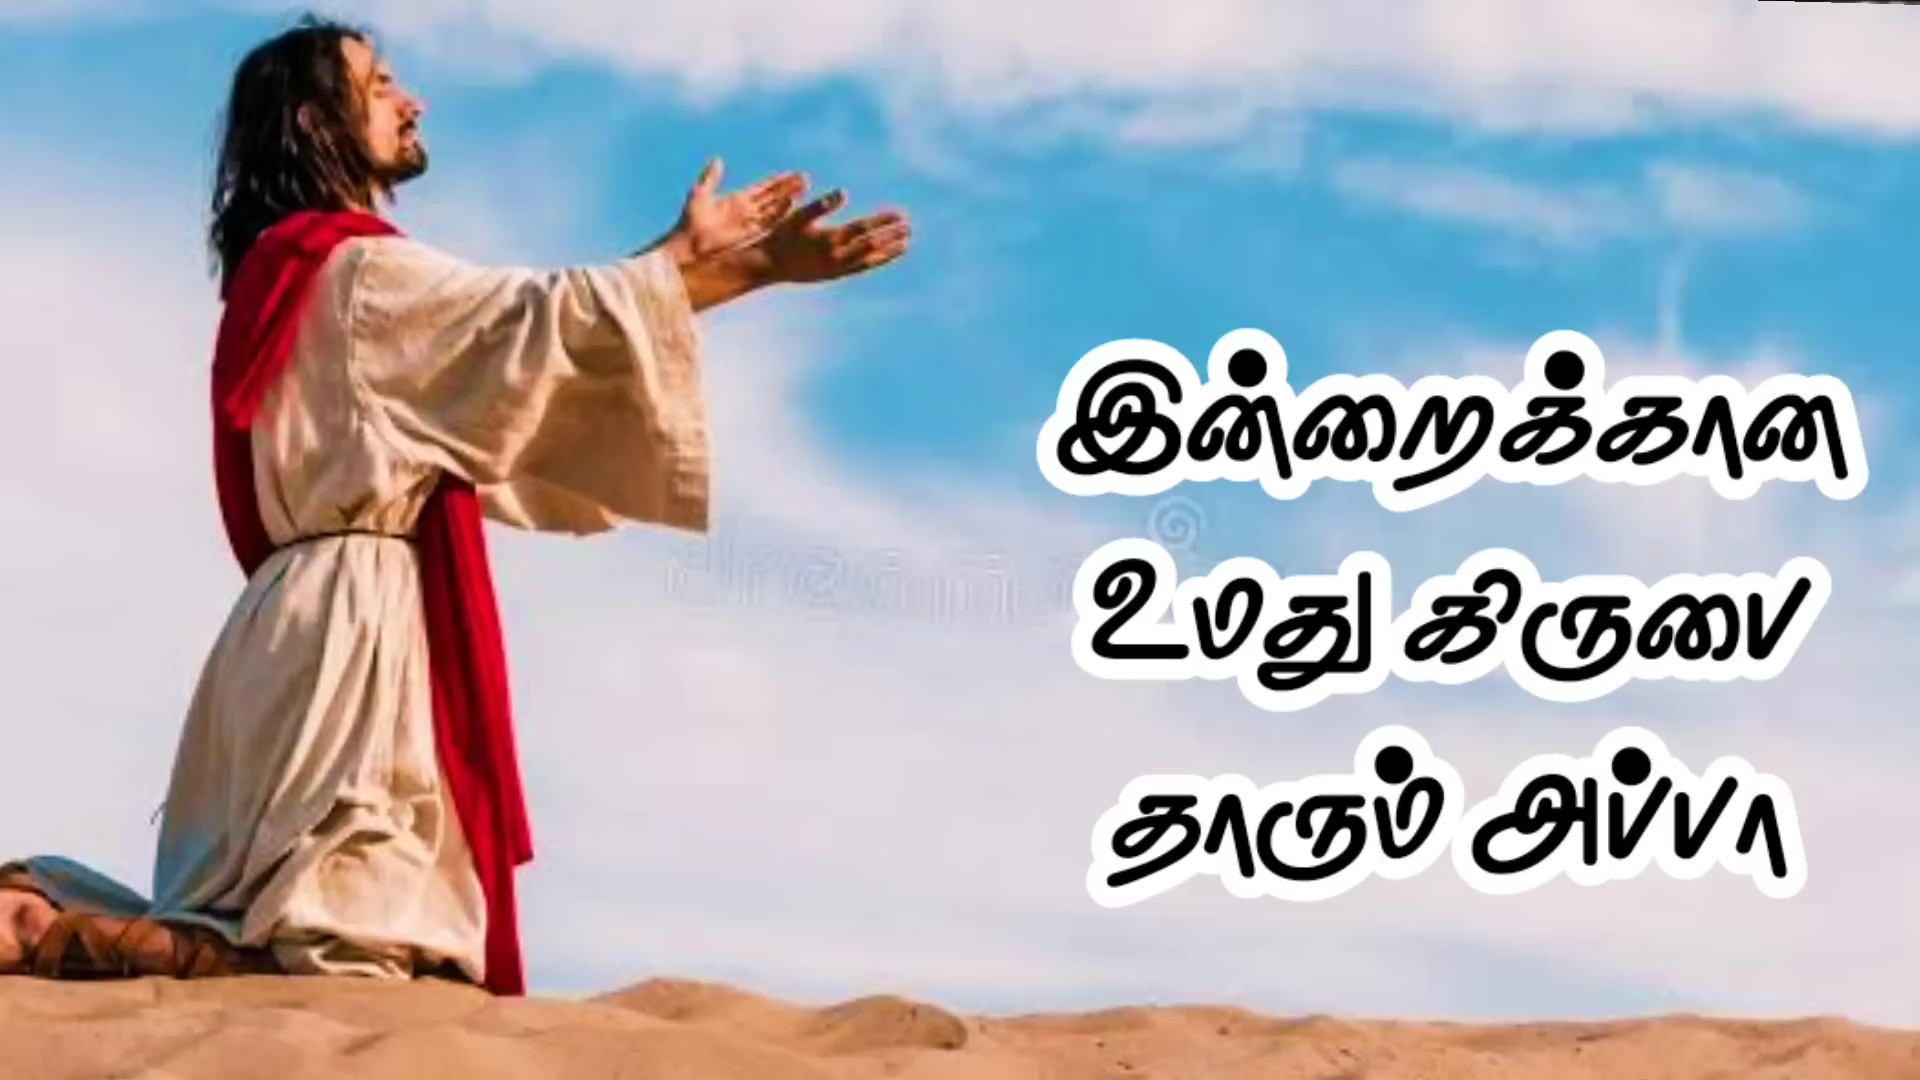 இன்றைக்கான
உமது கிருபை
தாரும் அப்பா